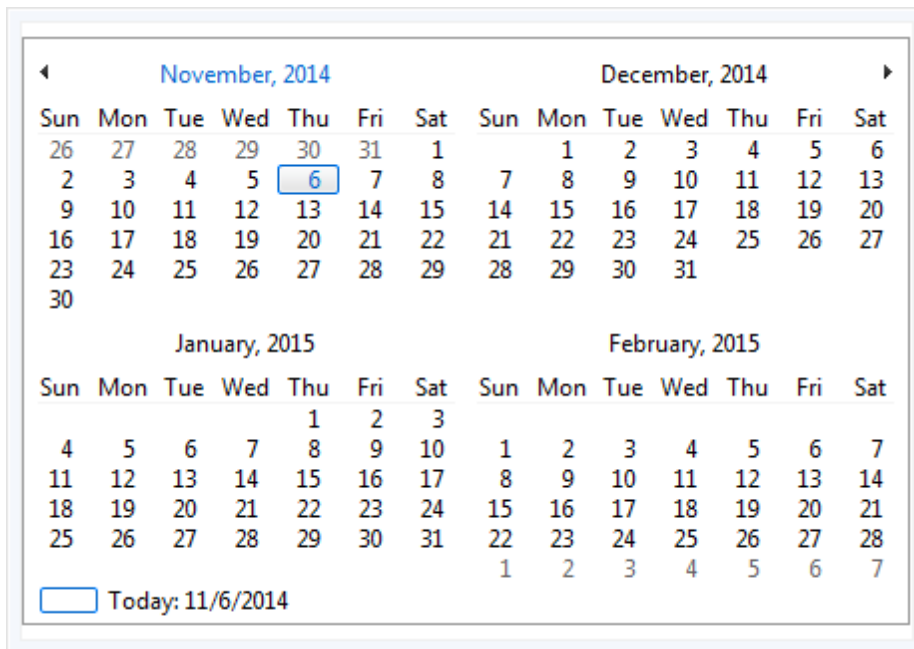 November, 2014
Sun Mon Tue Wed Thu Fri Sat
26 27 28 29 30 31 1
2 3 4 5 6 7 8
9 10 11 12 13 14 15
16 17 18 19 20 21 22
23 24 25 26 27 28 29
30
December, 2014
Sun Mon Tue Wed Thu Fri Sat
1 2 3 4 5 6
7 8 9 10 11 12 13
14 15 16 17 18 19 20
21 22 23 24 25 26 27
28 29 30 31
January, 2015
Sun Mon Tue Wed Thu Fri Sat
1 2 3
4 5 6 7 8 9 10
11 12 13 14 15 16 17
18 19 20 21 22 23 24
25 26 27 28 29 30 31
February, 2015
Sun Mon Tue Wed Thu Fri Sat
1 2 3 4 5 6 7
8 9 10 11 12 13 14
15 16 17 18 19 20 21
22 23 24 25 26 27 28
1 2 3 4 5 6 7
Today: 11/6/2014